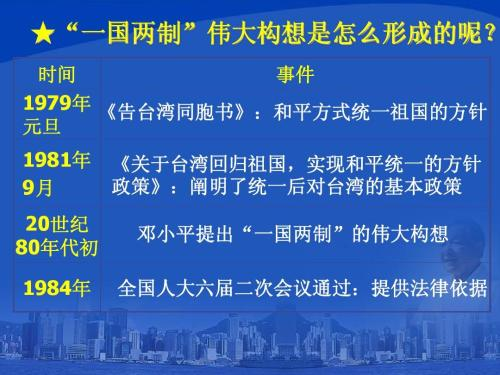 ★“一国两制”伟大构想是怎么形成的呢？
时间 事件
1979年
元旦
《告台湾同胞书》：和平方式统一祖国的方针
1981年
9月
《关于台湾回归祖国，实现和平统一的方针
政策》：阐明了统一后对台湾的基本政策
20世纪
80年代初
邓小平提出“一国两制”的伟大构想
1984年
全国人大六届二次会议通过：提供法律依据